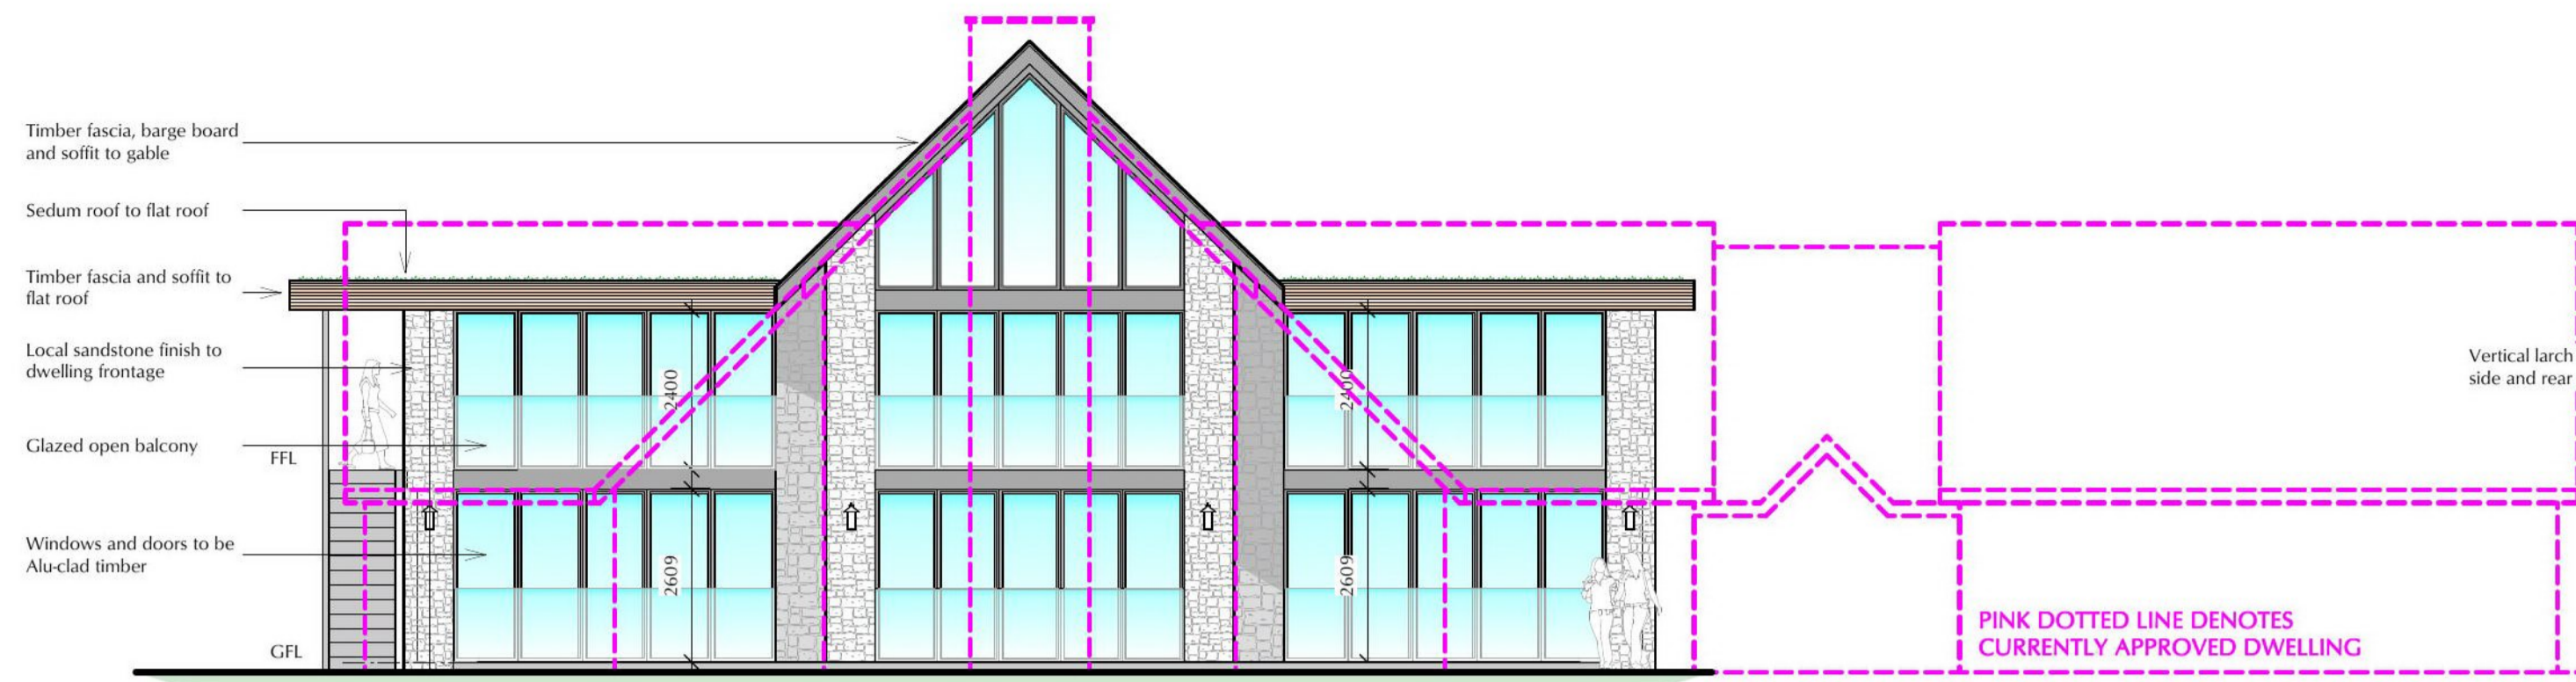 Timber fascia, barge board
and soffit to gable
Sedum roof to flat roof
Timber fascia and soffit to
flat roof
Local sandstone finish to
dwelling frontage
Glazed open balcony
FFL
Windows and doors to be
Alu-clad timber
GFL
2400
2609
2400
2609
Vertical larch
side and rear
PINK DOTTED LINE DENOTES
CURRENTLY APPROVED DWELLING